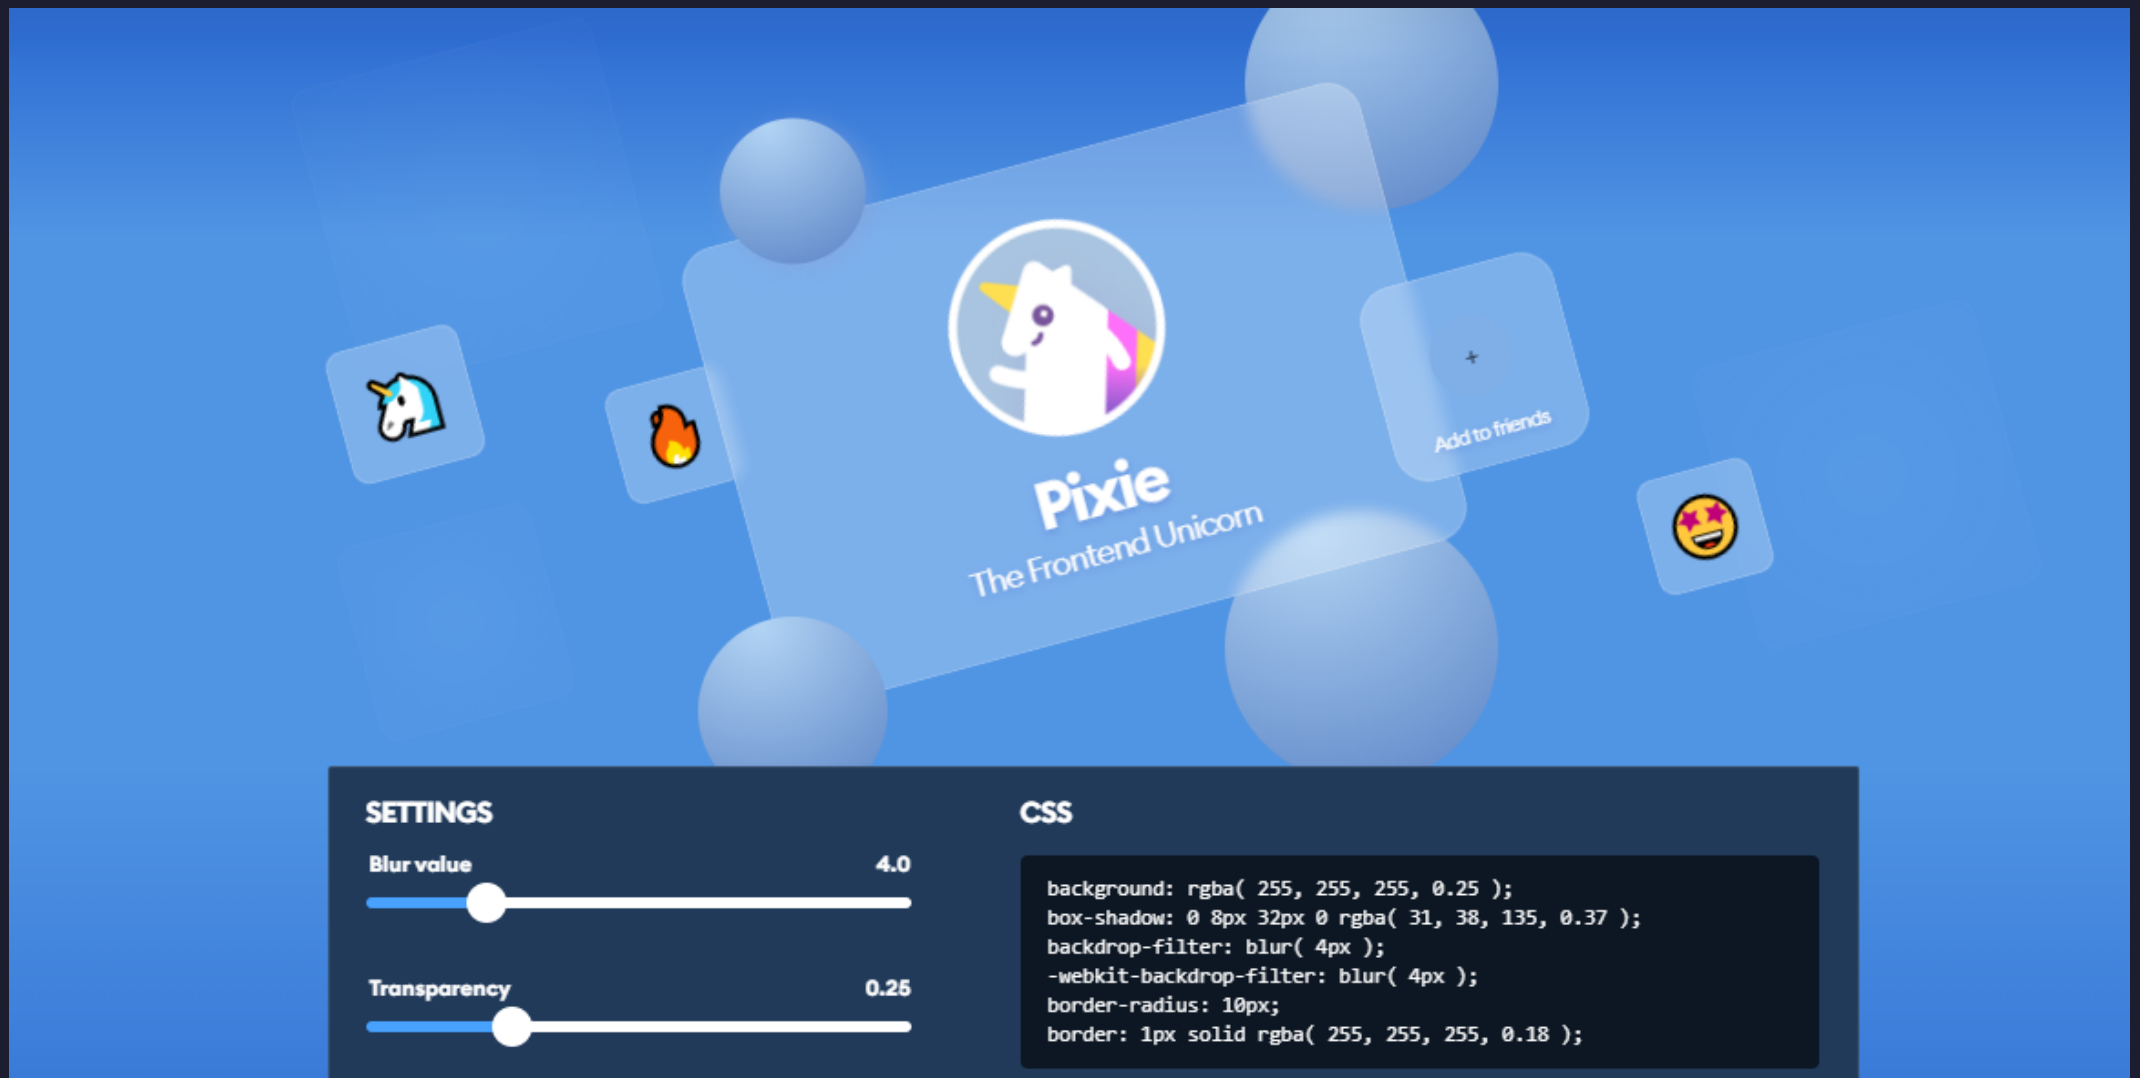 +
Add to friends
Pixie
The Frontend Unicorn
SETTINGS
Blur value 4.0
Transparency 0.25
CSS
background: rgba( 255, 255, 255, 0.25 );
box-shadow: 0 8px 32px 0 rgba( 31, 38, 135, 0.37 );
backdrop-filter: blur( 4px );
-webkit-backdrop-filter: blur( 4px );
border-radius: 10px;
border: 1px solid rgba( 255, 255, 255, 0.18 );